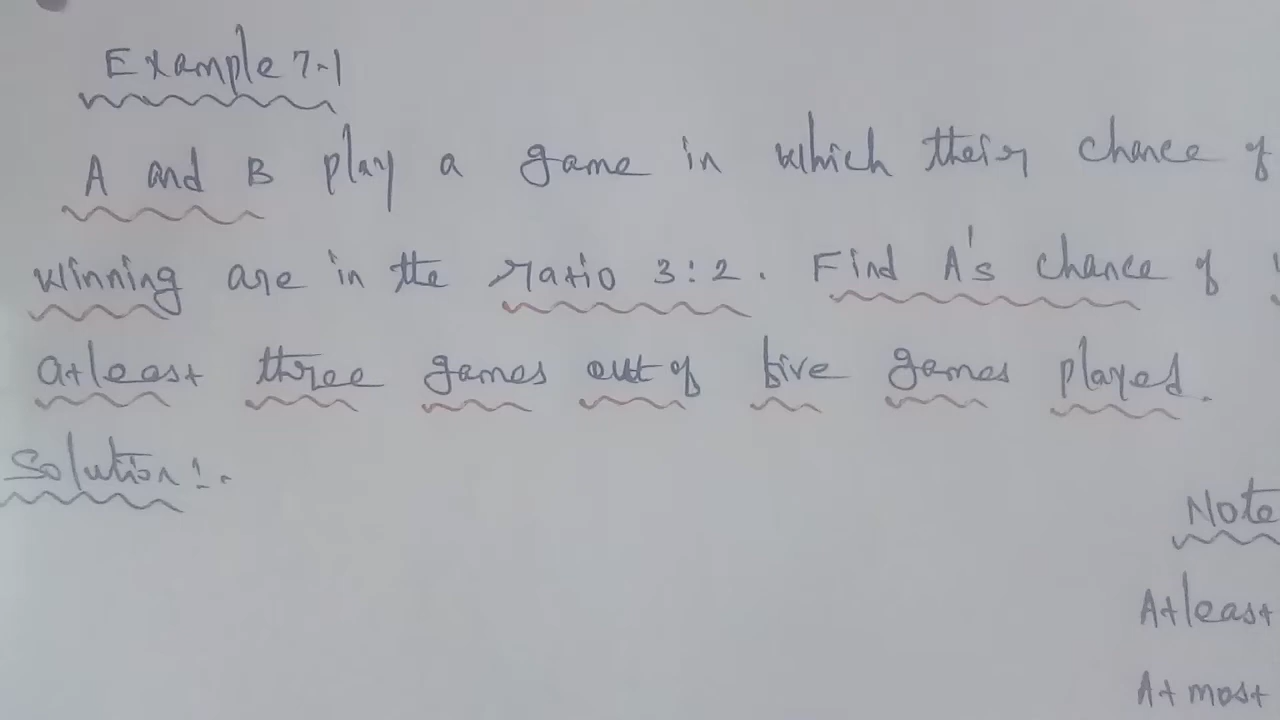 Example 7.1
A and B play a game in which their chance of
winning are in the ratio 3:2. Find A's chance of
atleast three games out of five games played.
Solution:-
Note
Atleast
At most